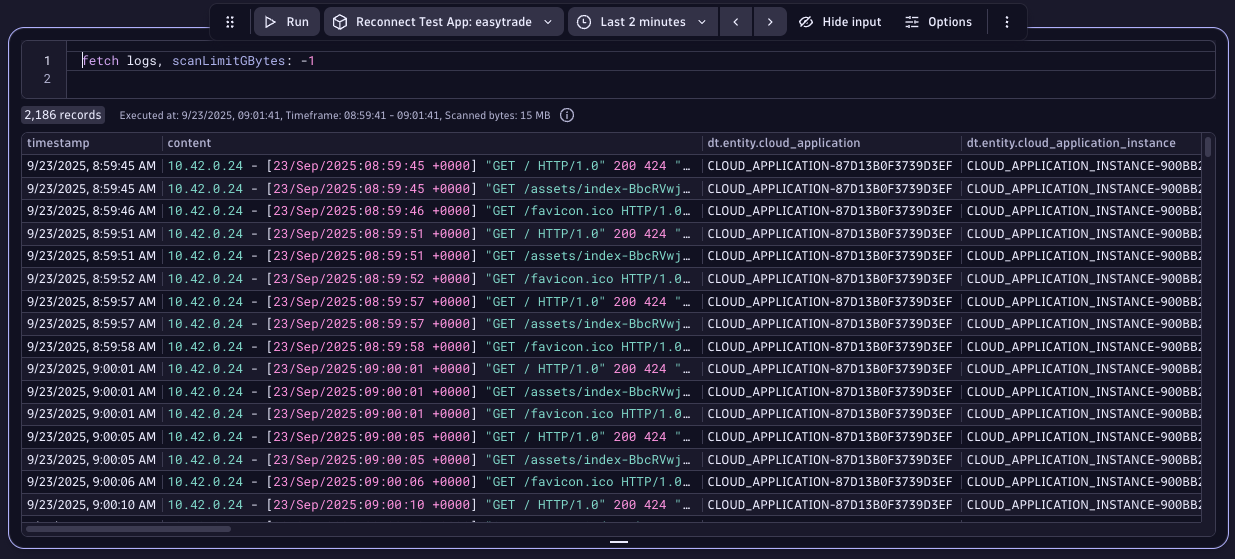 Run Reconnect Test App: easytrade Last 2 minutes Hide input Options
1 fetch logs, scanLimitGBytes: -1
2
2,186 records Executed at: 9/23/2025, 09:01:41, Timeframe: 08:59:41 - 09:01:41, Scanned bytes: 15 MB
timestamp content dt.entity.cloud_application dt.entity.cloud_application_instance
9/23/2025, 8:59:45 AM 10.42.0.24 - [23/Sep/2025:08:59:45 +0000] "GET / HTTP/1.0" 200 424 "… CLOUD_APPLICATION-87D13B0F3739D3EF CLOUD_APPLICATION_INSTANCE-900BB2
9/23/2025, 8:59:45 AM 10.42.0.24 - [23/Sep/2025:08:59:45 +0000] "GET /assets/index-BbcRVwj… CLOUD_APPLICATION-87D13B0F3739D3EF CLOUD_APPLICATION_INSTANCE-900BB2
9/23/2025, 8:59:46 AM 10.42.0.24 - [23/Sep/2025:08:59:46 +0000] "GET /favicon.ico HTTP/1.0… CLOUD_APPLICATION-87D13B0F3739D3EF CLOUD_APPLICATION_INSTANCE-900BB2
9/23/2025, 8:59:51 AM 10.42.0.24 - [23/Sep/2025:08:59:51 +0000] "GET / HTTP/1.0" 200 424 "… CLOUD_APPLICATION-87D13B0F3739D3EF CLOUD_APPLICATION_INSTANCE-900BB2
9/23/2025, 8:59:51 AM 10.42.0.24 - [23/Sep/2025:08:59:51 +0000] "GET /assets/index-BbcRVwj… CLOUD_APPLICATION-87D13B0F3739D3EF CLOUD_APPLICATION_INSTANCE-900BB2
9/23/2025, 8:59:52 AM 10.42.0.24 - [23/Sep/2025:08:59:52 +0000] "GET /favicon.ico HTTP/1.0… CLOUD_APPLICATION-87D13B0F3739D3EF CLOUD_APPLICATION_INSTANCE-900BB2
9/23/2025, 8:59:57 AM 10.42.0.24 - [23/Sep/2025:08:59:57 +0000] "GET / HTTP/1.0" 200 424 "… CLOUD_APPLICATION-87D13B0F3739D3EF CLOUD_APPLICATION_INSTANCE-900BB2
9/23/2025, 8:59:57 AM 10.42.0.24 - [23/Sep/2025:08:59:57 +0000] "GET /assets/index-BbcRVwj… CLOUD_APPLICATION-87D13B0F3739D3EF CLOUD_APPLICATION_INSTANCE-900BB2
9/23/2025, 8:59:58 AM 10.42.0.24 - [23/Sep/2025:08:59:58 +0000] "GET /favicon.ico HTTP/1.0… CLOUD_APPLICATION-87D13B0F3739D3EF CLOUD_APPLICATION_INSTANCE-900BB2
9/23/2025, 9:00:01 AM 10.42.0.24 - [23/Sep/2025:09:00:01 +0000] "GET / HTTP/1.0" 200 424 "… CLOUD_APPLICATION-87D13B0F3739D3EF CLOUD_APPLICATION_INSTANCE-900BB2
9/23/2025, 9:00:01 AM 10.42.0.24 - [23/Sep/2025:09:00:01 +0000] "GET /assets/index-BbcRVwj… CLOUD_APPLICATION-87D13B0F3739D3EF CLOUD_APPLICATION_INSTANCE-900BB2
9/23/2025, 9:00:01 AM 10.42.0.24 - [23/Sep/2025:09:00:01 +0000] "GET /favicon.ico HTTP/1.0… CLOUD_APPLICATION-87D13B0F3739D3EF CLOUD_APPLICATION_INSTANCE-900BB2
9/23/2025, 9:00:05 AM 10.42.0.24 - [23/Sep/2025:09:00:05 +0000] "GET / HTTP/1.0" 200 424 "… CLOUD_APPLICATION-87D13B0F3739D3EF CLOUD_APPLICATION_INSTANCE-900BB2
9/23/2025, 9:00:05 AM 10.42.0.24 - [23/Sep/2025:09:00:05 +0000] "GET /assets/index-BbcRVwj… CLOUD_APPLICATION-87D13B0F3739D3EF CLOUD_APPLICATION_INSTANCE-900BB2
9/23/2025, 9:00:06 AM 10.42.0.24 - [23/Sep/2025:09:00:06 +0000] "GET /favicon.ico HTTP/1.0… CLOUD_APPLICATION-87D13B0F3739D3EF CLOUD_APPLICATION_INSTANCE-900BB2
9/23/2025, 9:00:10 AM 10.42.0.24 - [23/Sep/2025:09:00:10 +0000] "GET / HTTP/1.0" 200 424 "… CLOUD_APPLICATION-87D13B0F3739D3EF CLOUD_APPLICATION_INSTANCE-900BB2